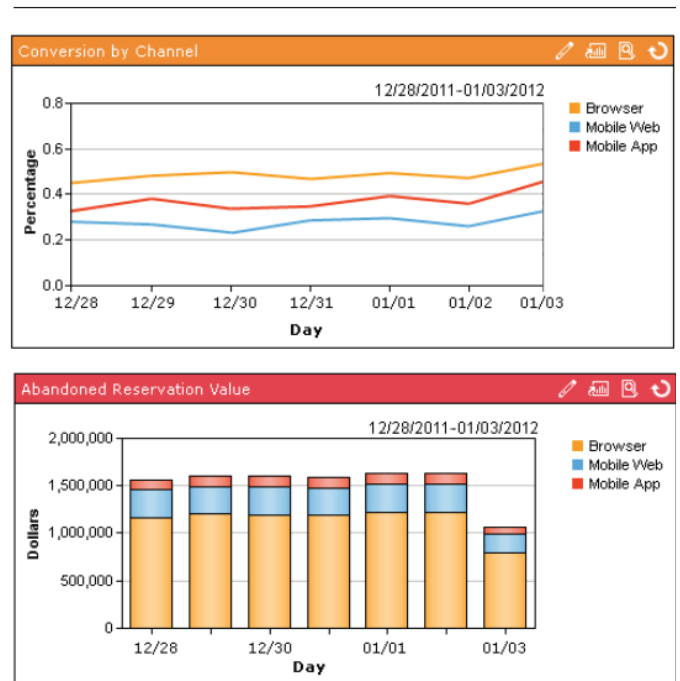 Conversion by Channel
12/28/2011-01/03/2012
0.8
0.6
0.4
0.2
0.0
Percentage
12/28 12/29 12/30 12/31 01/01 01/02 01/03
Day
Browser
Mobile Web
Mobile App
Abandoned Reservation Value
12/28/2011-01/03/2012
2,000,000
1,500,000
1,000,000
500,000
0
Dollars
12/28 12/30 01/01 01/03
Day
Browser
Mobile Web
Mobile App